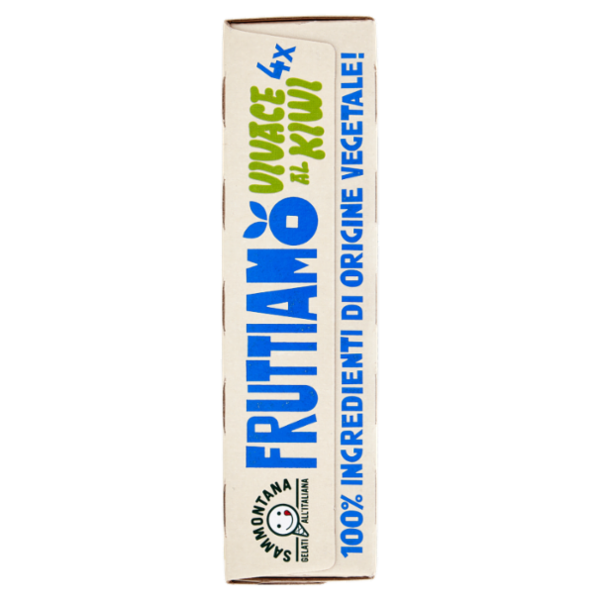 SAMMONTANA
GELATI ALL'ITALIANA
FRUTTIAMO
VIVACE
AL KIWI
4x
100% INGREDIENTI DI ORIGINE VEGETALE!